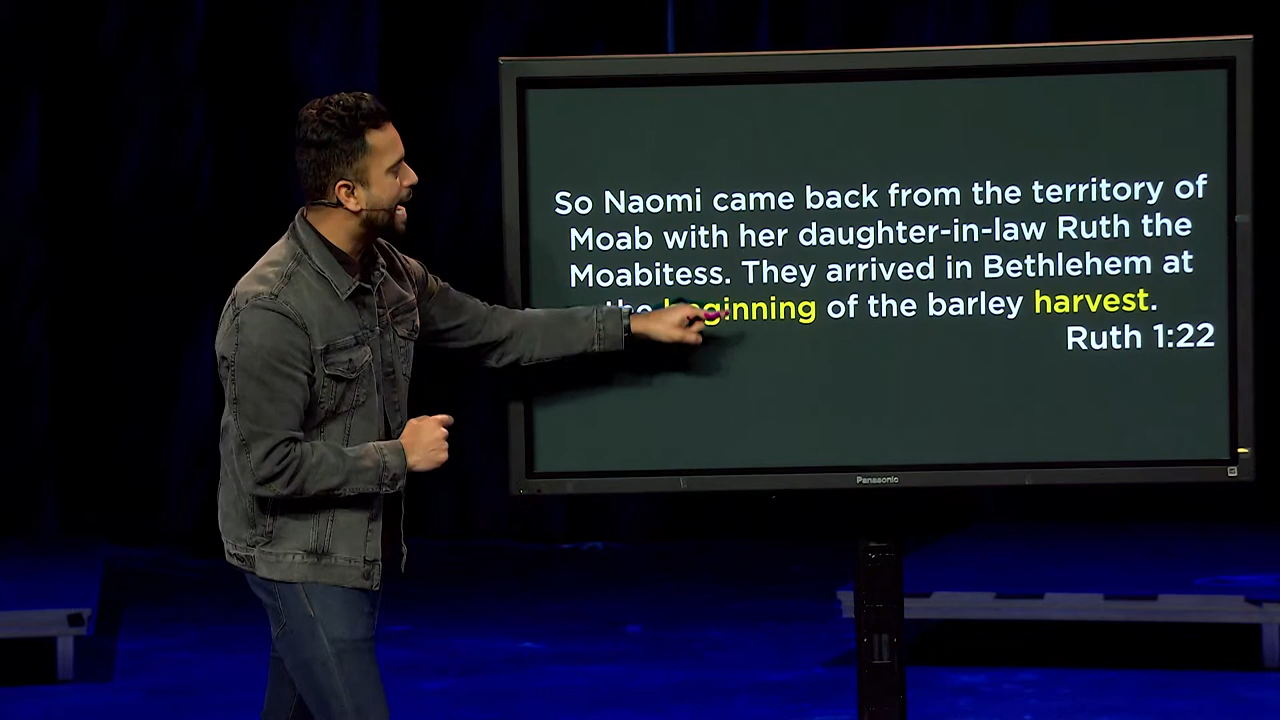 So Naomi came back from the territory of
Moab with her daughter-in-law Ruth the
Moabitess. They arrived in Bethlehem at
the beginning of the barley harvest.
Ruth 1:22
Panasonic